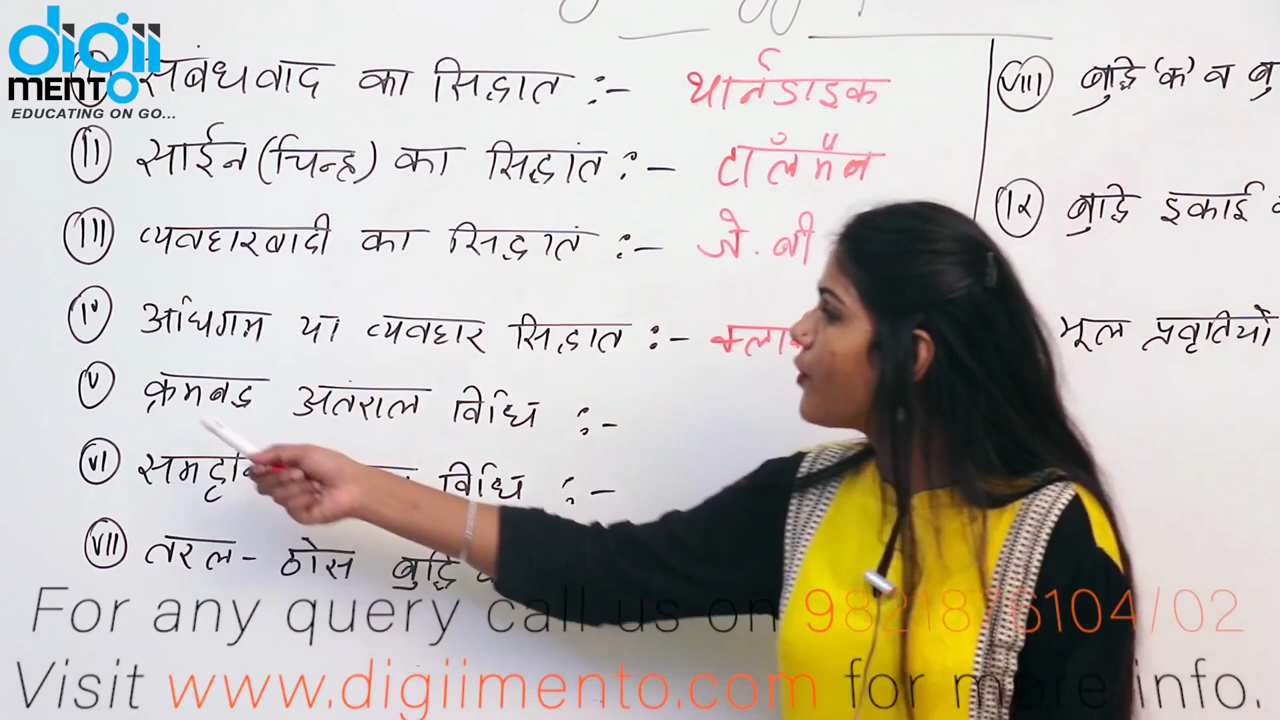 digii
MENTO
EDUCATING ON GO...
संबंधवाद का सिद्धात :- थार्नडाइक
II साईन (चिन्ह) का सिद्धांत :- टॉलमैन
III व्यवहारबादी का सिद्धातं :- जे. बी
IV अधिगम या व्यवहार सिद्धात :- क्लार्क
V क्रमबद्ध अतंराल विधि :-
VI विधि :-
VII तरल - ठोस बुद्धि
VIII बुद्धि 'क' व
IX बुद्धि इकाई
मूल प्रवृतियो
For any query call us on 9821876104/02
Visit www.digiimento.com for more info.